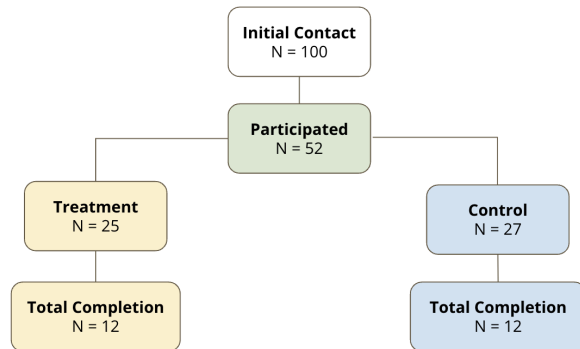 Initial Contact
N = 100
Participated
N = 52
Treatment
N = 25
Control
N = 27
Total Completion
N = 12
Total Completion
N = 12